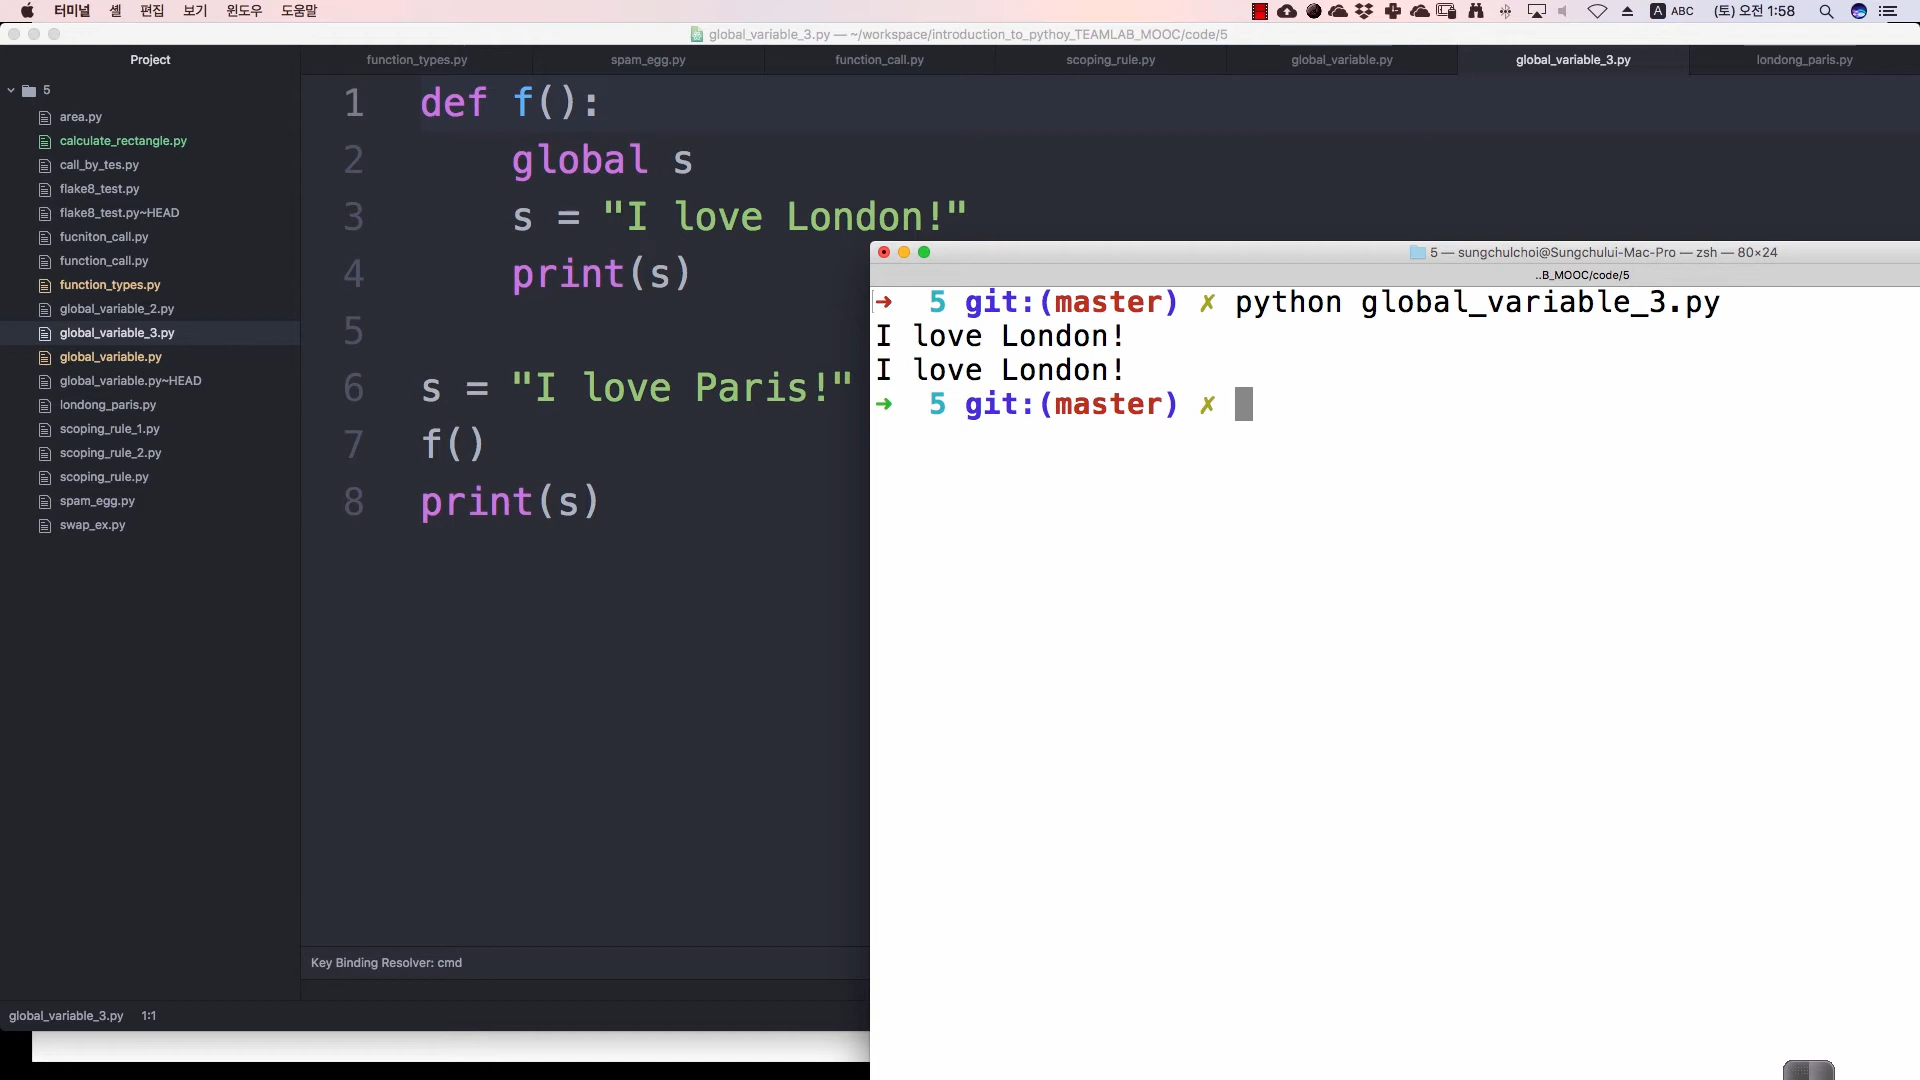 터미널 셸 편집 보기 윈도우 도움말 ABC (토) 오전 1:58
global_variable_3.py — ~/workspace/introduction_to_pythoy_TEAMLAB_MOOC/code/5
Project
function_types.py spam_egg.py function_call.py scoping_rule.py global_variable.py global_variable_3.py londong_paris.py
5
area.py
calculate_rectangle.py
call_by_tes.py
flake8_test.py
flake8_test.py~HEAD
fucniton_call.py
function_call.py
function_types.py
global_variable_2.py
global_variable_3.py
global_variable.py
global_variable.py~HEAD
londong_paris.py
scoping_rule_1.py
scoping_rule_2.py
scoping_rule.py
spam_egg.py
swap_ex.py
1 def f():
2 global s
3 s = "I love London!"
4 print(s)
5
6 s = "I love Paris!"
7 f()
8 print(s)
5 — sungchulchoi@Sungchului-Mac-Pro — zsh — 80×24
..B_MOOC/code/5
➜ 5 git:(master) ✗ python global_variable_3.py
I love London!
I love London!
➜ 5 git:(master) ✗
Key Binding Resolver: cmd
global_variable_3.py 1:1